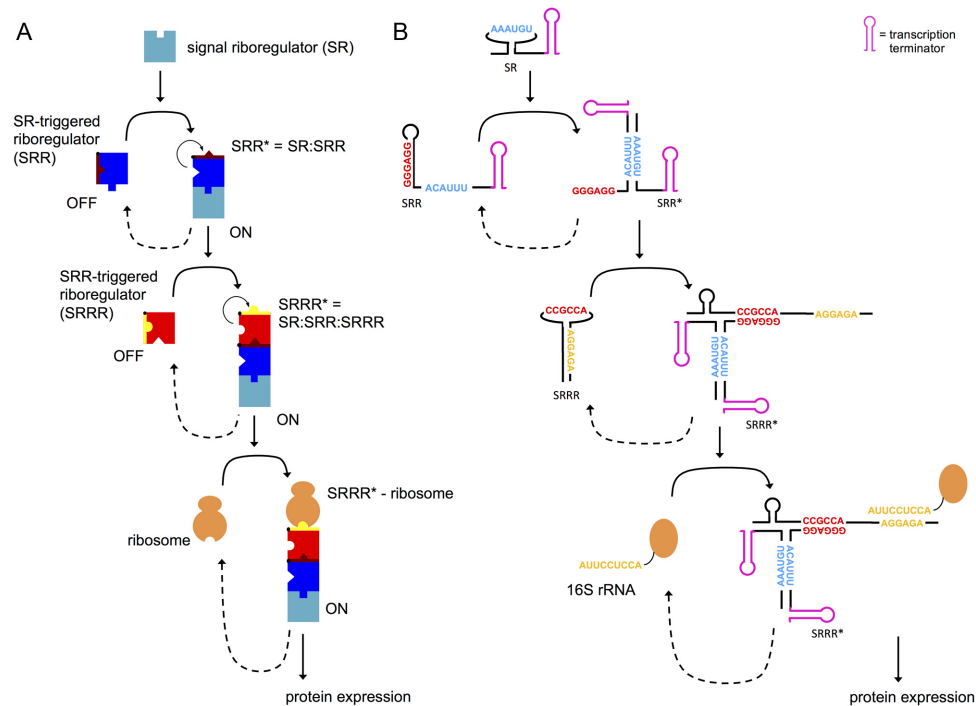 A
signal riboregulator (SR)
SR-triggered
riboregulator
(SRR)
OFF
SRR* = SR:SRR
ON
SRR-triggered
riboregulator
(SRRR)
OFF
SRRR* =
SR:SRR:SRRR
ON
ribosome
SRRR* - ribosome
ON
protein expression
B
AAAUGU
SR
= transcription
terminator
GGGAGG
ACAUUU
SRR
ACAUUU
AAAUGU
GGGAGG
SRR*
CCGCCA
AGGAGA
SRRR
CCGCCA
GGGAGG
AGGAGA
UGUAAA
ACAUUU
SRRR*
AUUCCUCCA
16S rRNA
AUUCCUCCA
AGGAGA
CCGCCA
GGGAGG
UGUAAA
ACAUUU
SRRR*
protein expression